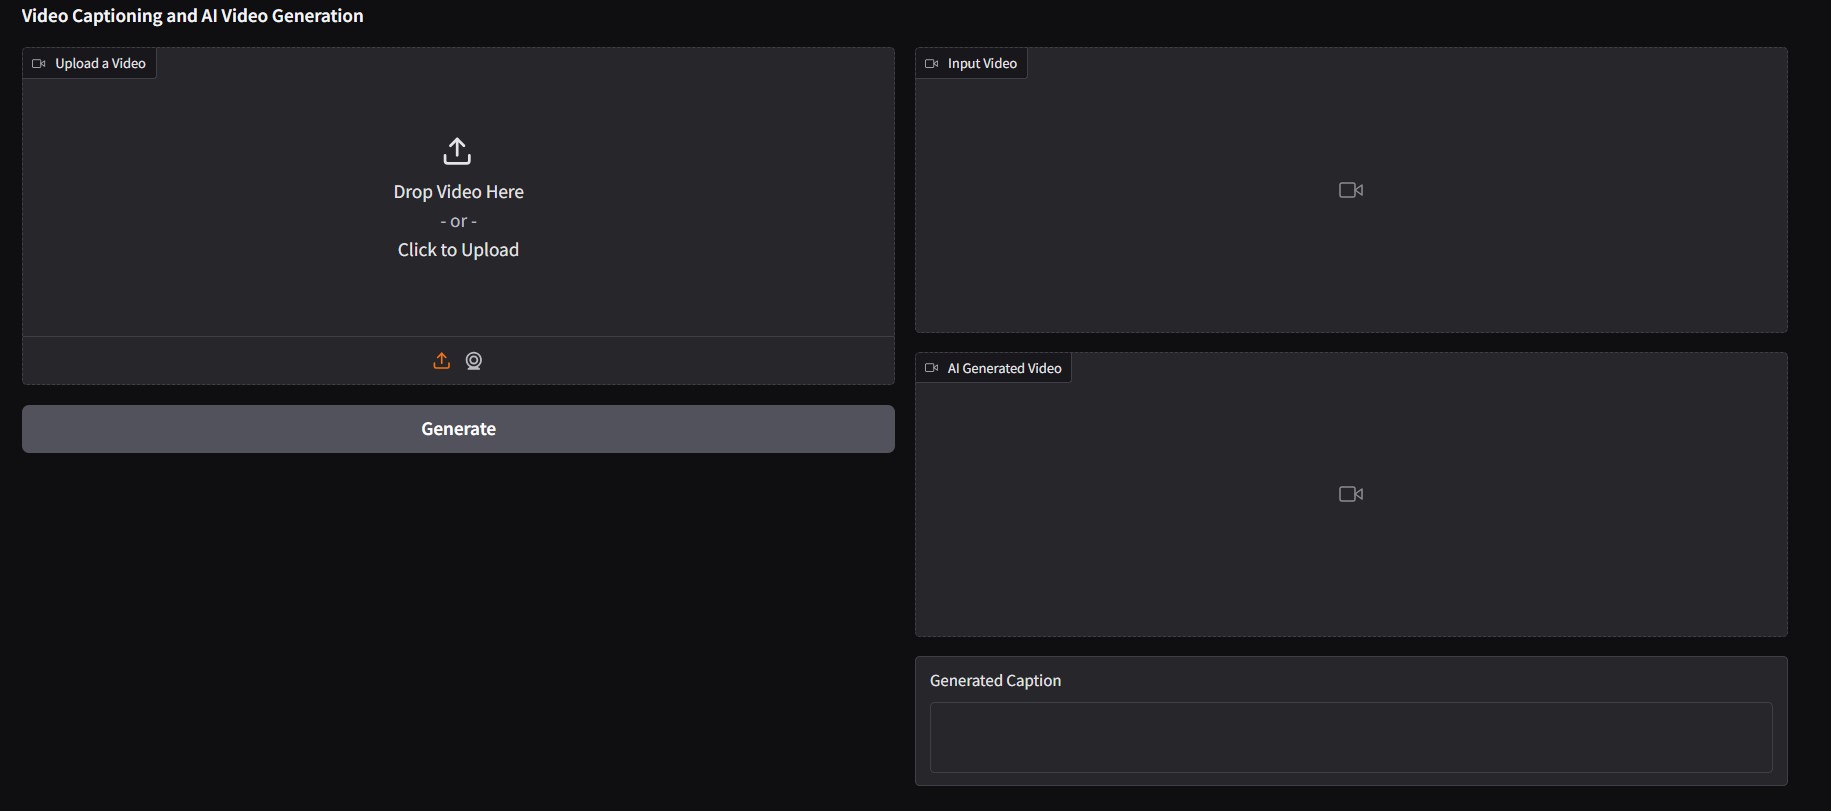 Video Captioning and AI Video Generation
Upload a Video
Drop Video Here
- or -
Click to Upload
Generate
Input Video
AI Generated Video
Generated Caption